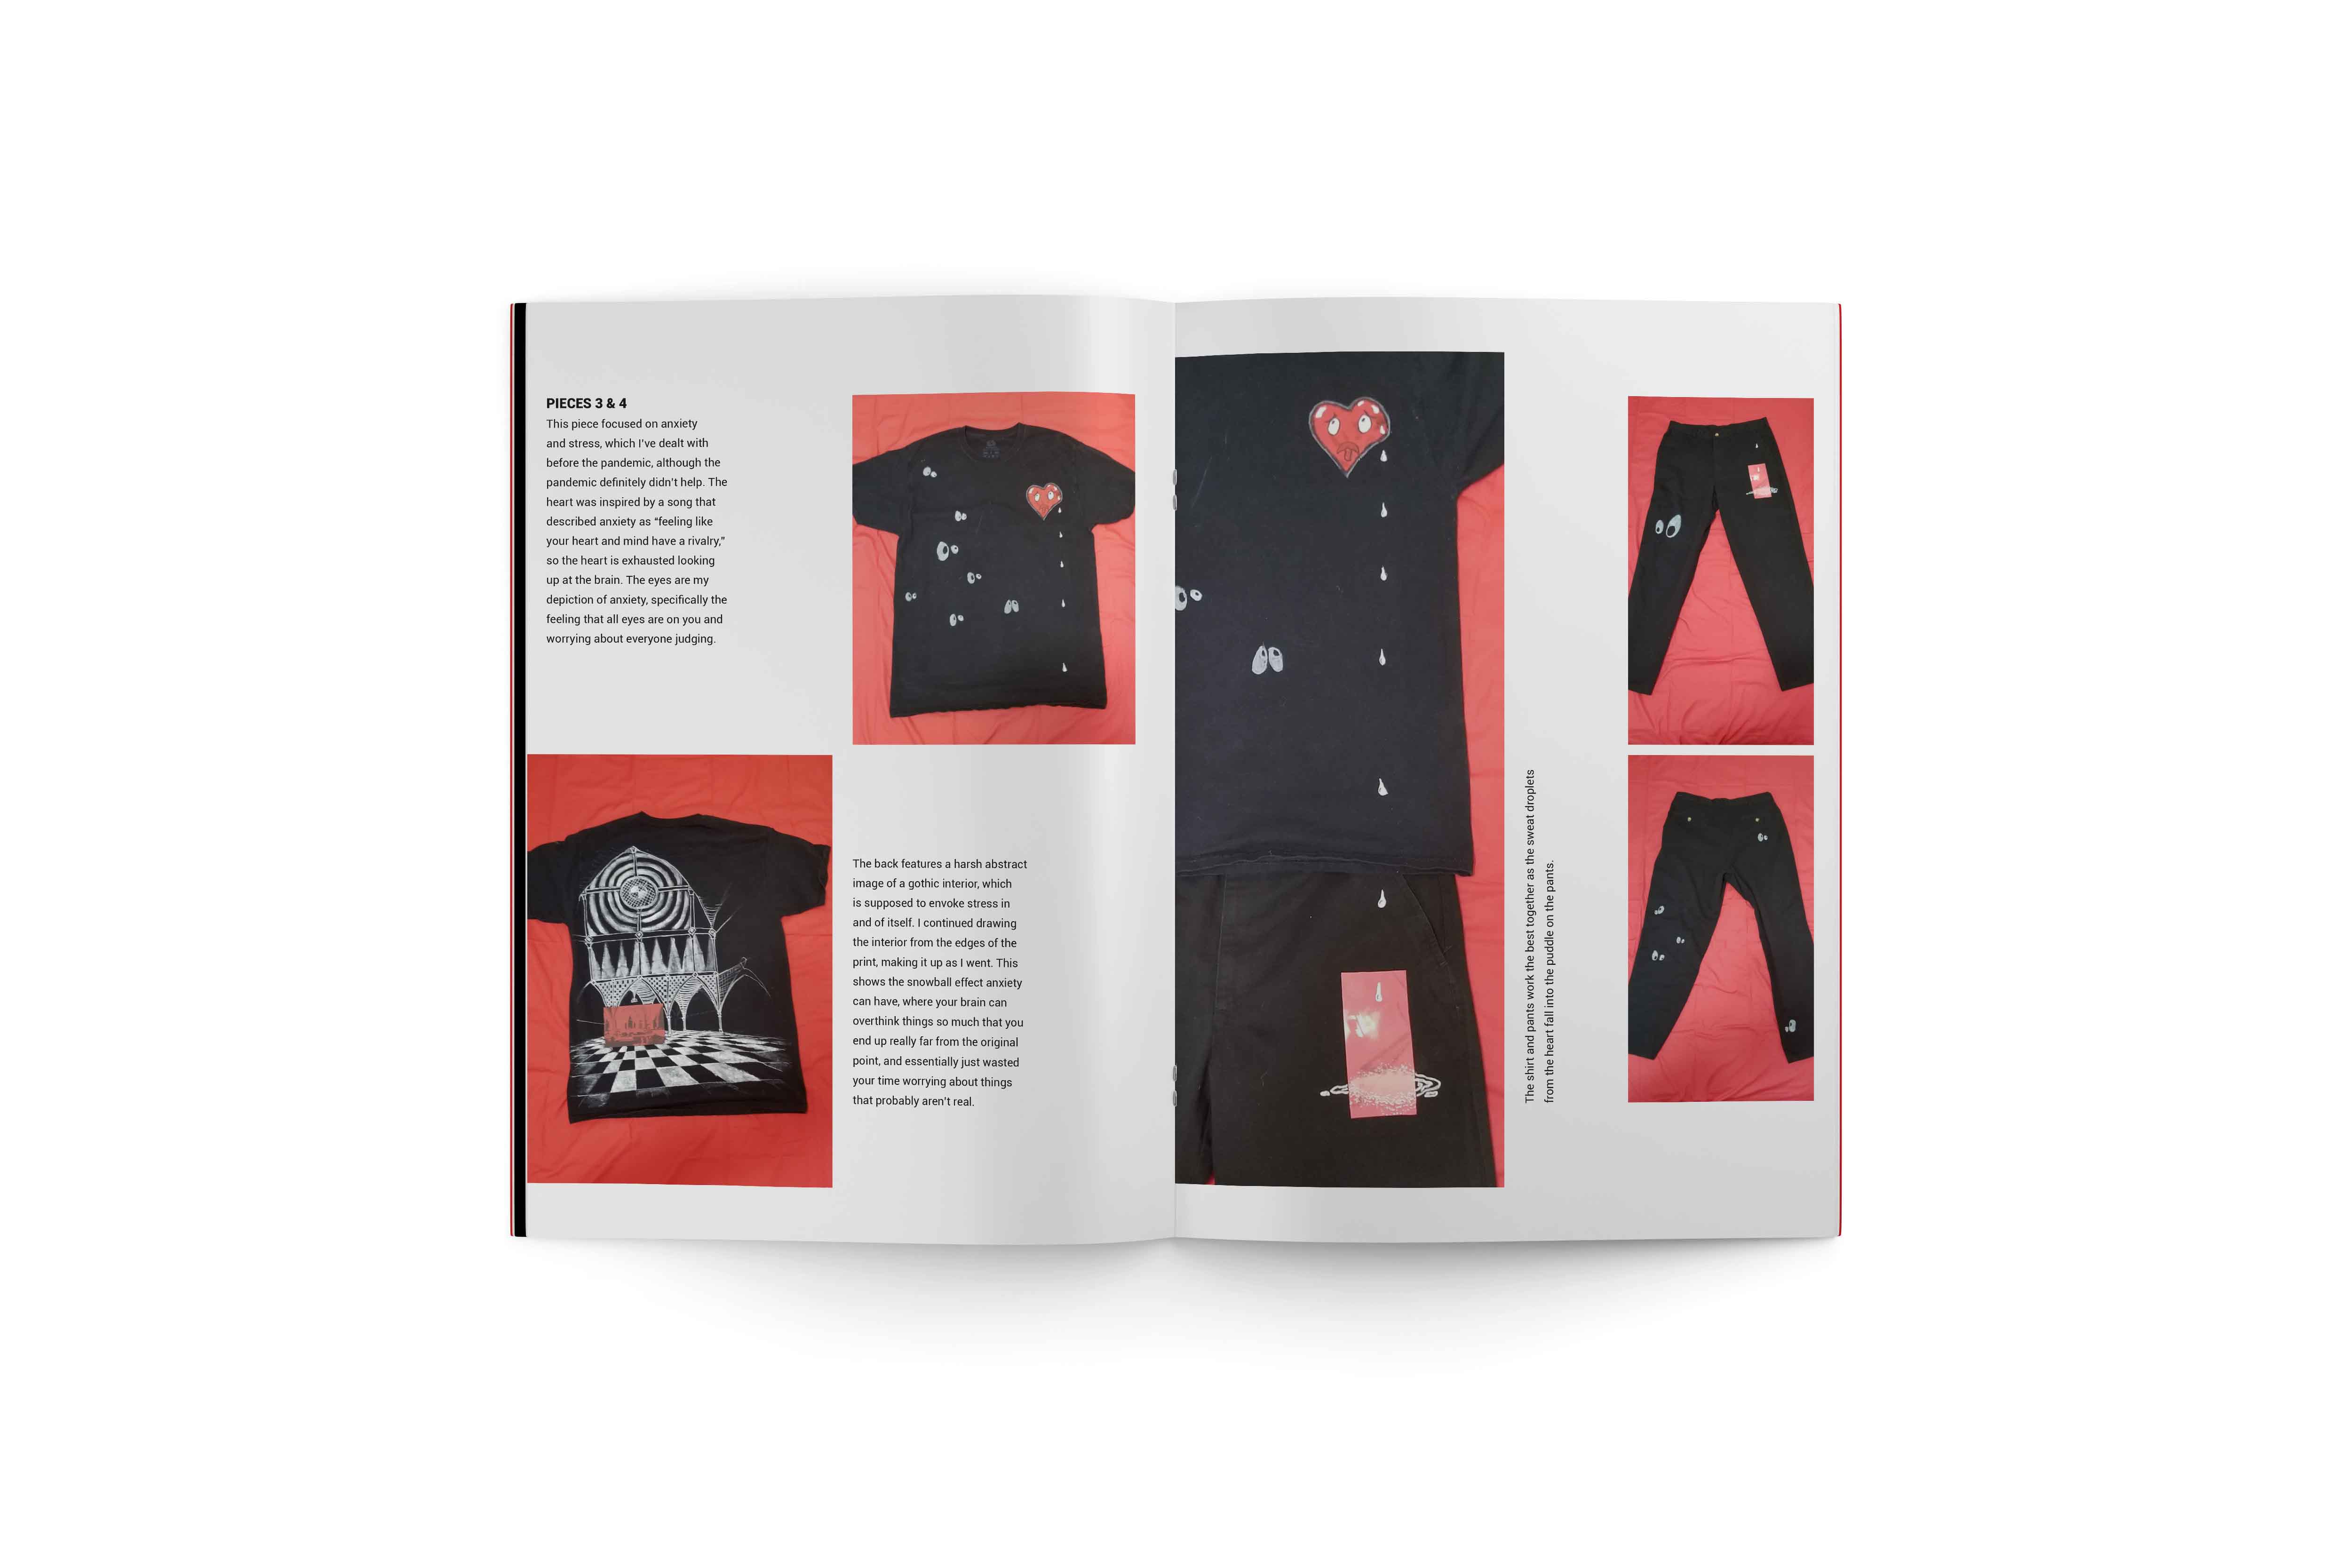 PIECES 3 & 4
This piece focused on anxiety
and stress, which I've dealt with
before the pandemic, although the
pandemic definitely didn't help. The
heart was inspired by a song that
described anxiety as “feeling like
your heart and mind have a rivalry,”
so the heart is exhausted looking
up at the brain. The eyes are my
depiction of anxiety, specifically the
feeling that all eyes are on you and
worrying about everyone judging.
The back features a harsh abstract
image of a gothic interior, which
is supposed to envoke stress in
and of itself. I continued drawing
the interior from the edges of the
print, making it up as I went. This
shows the snowball effect anxiety
can have, where your brain can
overthink things so much that you
end up really far from the original
point, and essentially just wasted
your time worrying about things
that probably aren't real.
The shirt and pants work the best together as the sweat droplets
from the heart fall into the puddle on the pants.